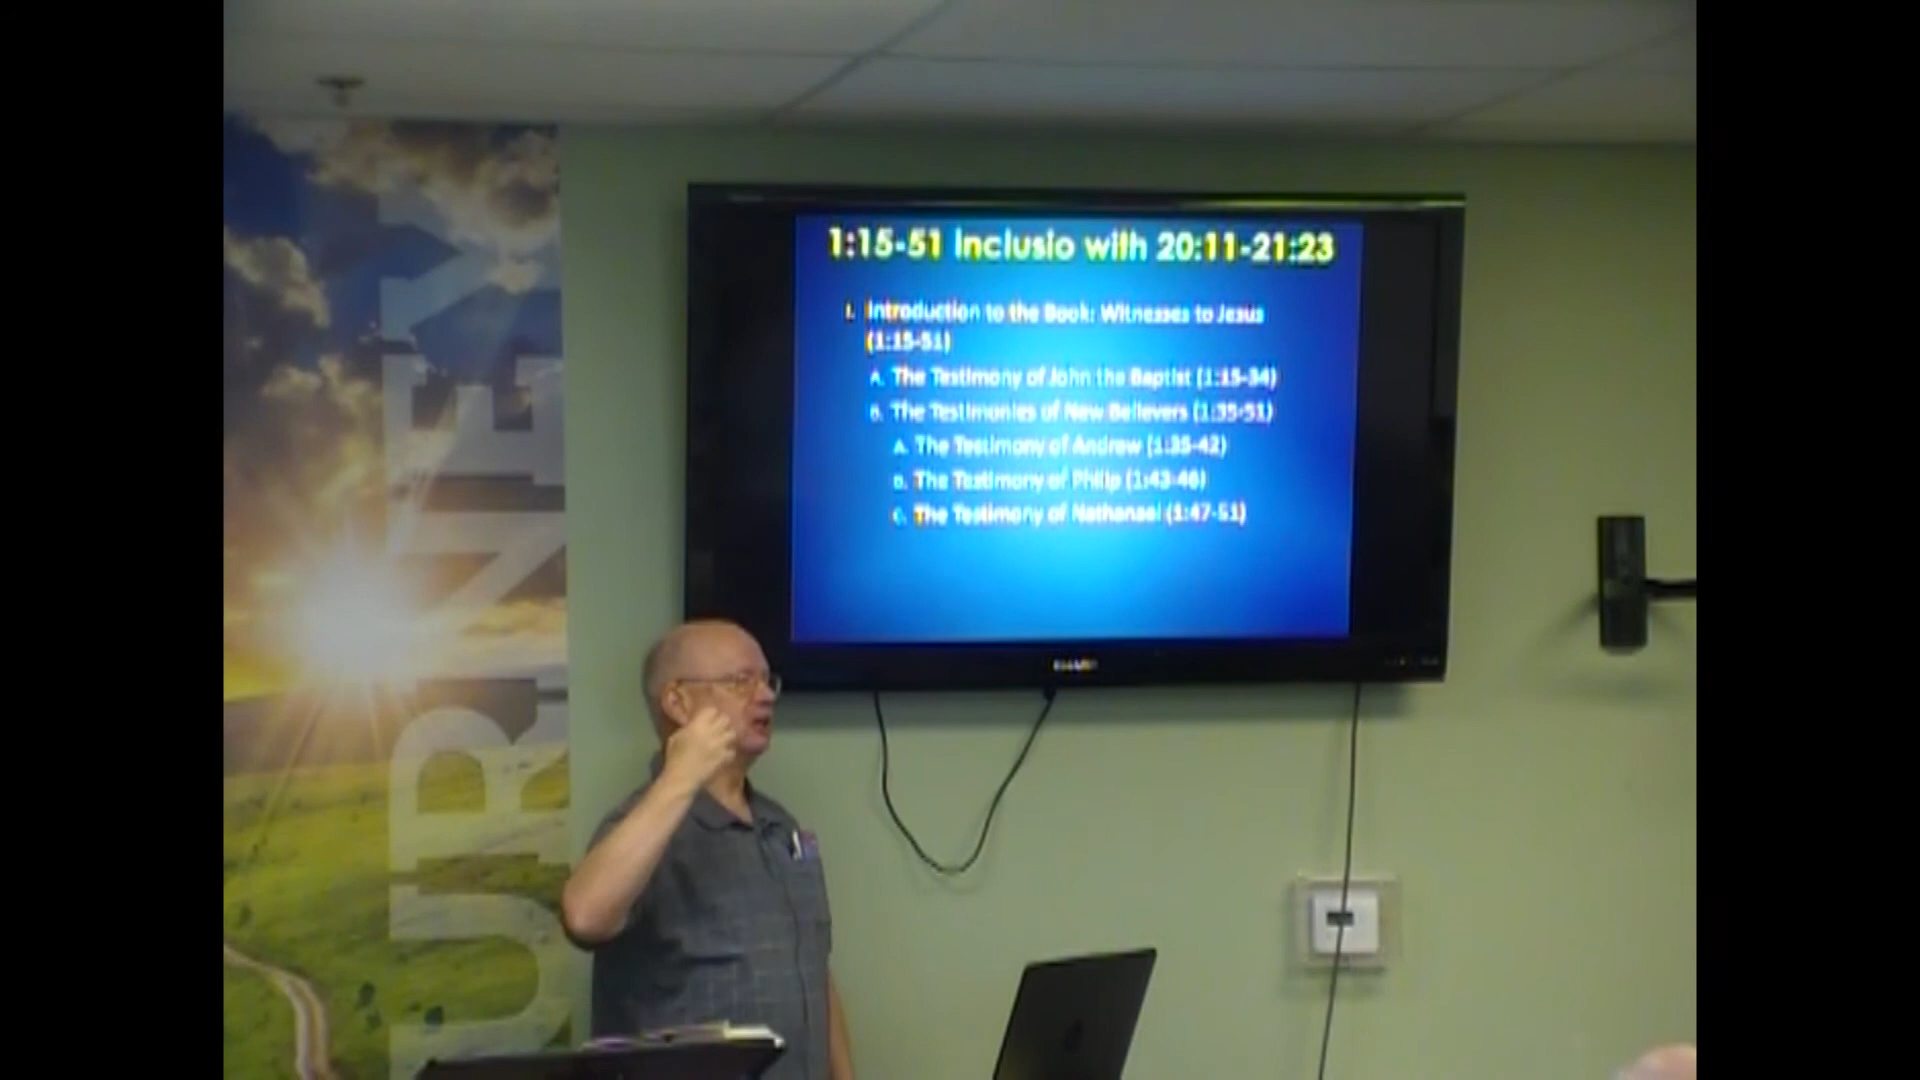 1:15-51 Inclusio with 20:11-21:23
I. Introduction to the Book: Witnesses to Jesus
(1:15-51)
A. The Testimony of John the Baptist (1:15-34)
B. The Testimonies of New Believers (1:35-51)
A. The Testimony of Andrew (1:35-42)
B. The Testimony of Philip (1:43-46)
C. The Testimony of Nathanael (1:47-51)
SHARP
URNEY